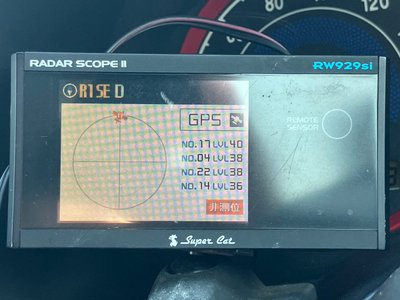 RADAR SCOPE II
RW929si
R1SE D
GPS
NO.17 LVL40
NO.04 LVL38
NO.22 LVL38
NO.14 LVL36
REMOTE
SENSOR
非測位
Super Cat